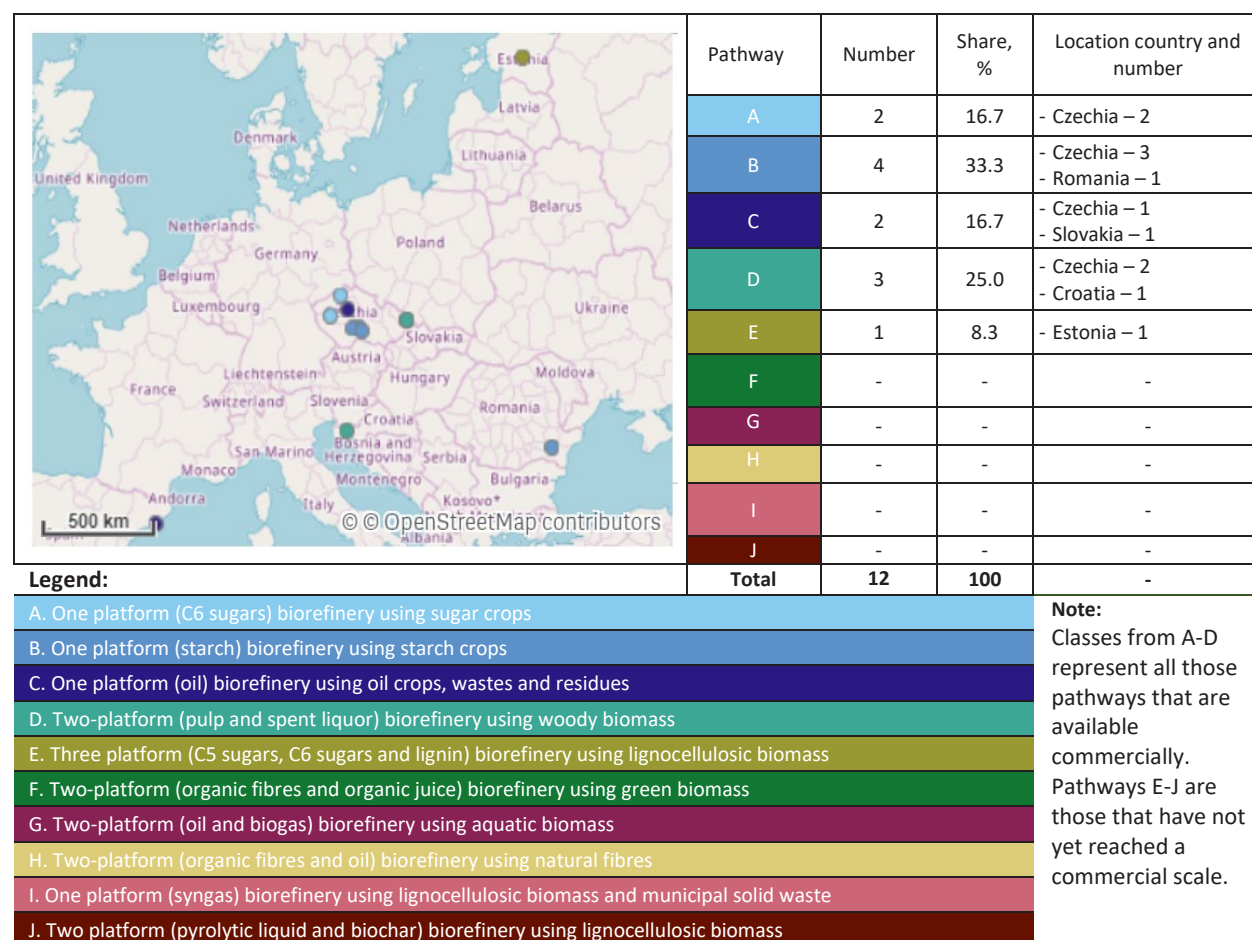 Estonia
Latvia
Denmark
Lithuania
United Kingdom
Belarus
Netherlands
Poland
Germany
Belgium
Luxembourg
hia
Ukraine
Slovakia
Austria
Liechtenstein
Hungary
Moldova
France
Switzerland
Slovenia
Romania
Croatia
Bosnia and
Herzegovina
San Marino
Serbia
Monaco
Montenegro
Bulgaria
Andorra
Italy
Kosovo*
500 km
© © OpenStreetMap contributors
Albania
Pathway Number Share, % Location country and number
A 2 16.7 - Czechia – 2
B 4 33.3 - Czechia – 3
- Romania – 1
C 2 16.7 - Czechia – 1
- Slovakia – 1
D 3 25.0 - Czechia – 2
- Croatia – 1
E 1 8.3 - Estonia – 1
F - - -
G - - -
H - - -
I - - -
J - - -
Total 12 100 -
Legend:
A. One platform (C6 sugars) biorefinery using sugar crops
B. One platform (starch) biorefinery using starch crops
C. One platform (oil) biorefinery using oil crops, wastes and residues
D. Two-platform (pulp and spent liquor) biorefinery using woody biomass
E. Three platform (C5 sugars, C6 sugars and lignin) biorefinery using lignocellulosic biomass
F. Two-platform (organic fibres and organic juice) biorefinery using green biomass
G. Two-platform (oil and biogas) biorefinery using aquatic biomass
H. Two-platform (organic fibres and oil) biorefinery using natural fibres
I. One platform (syngas) biorefinery using lignocellulosic biomass and municipal solid waste
J. Two platform (pyrolytic liquid and biochar) biorefinery using lignocellulosic biomass
Note:
Classes from A-D
represent all those
pathways that are
available
commercially.
Pathways E-J are
those that have not
yet reached a
commercial scale.